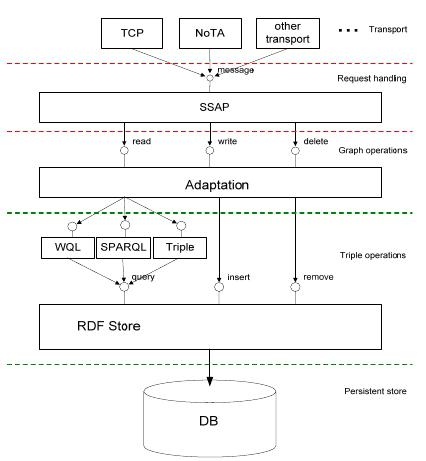 TCP
NoTA
other
transport
Transport
message
Request handling
SSAP
read
write
delete
Graph operations
Adaptation
WQL
SPARQL
Triple
Triple operations
query
insert
remove
RDF Store
Persistent store
DB